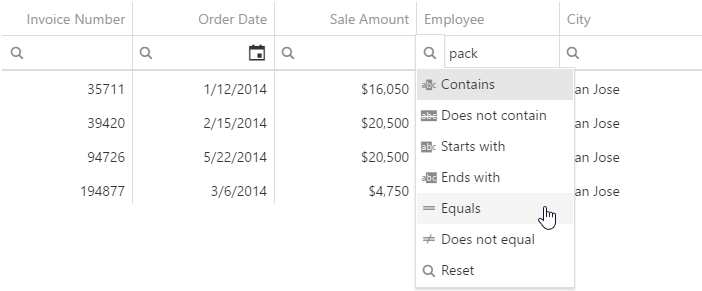 Invoice Number Order Date Sale Amount Employee City
pack
35711 1/12/2014 $16,050 Contains an Jose
Does not contain
39420 2/15/2014 $20,500 Starts with an Jose
94726 5/22/2014 $20,500 Ends with an Jose
194877 3/6/2014 $4,750 Equals an Jose
Does not equal
Reset